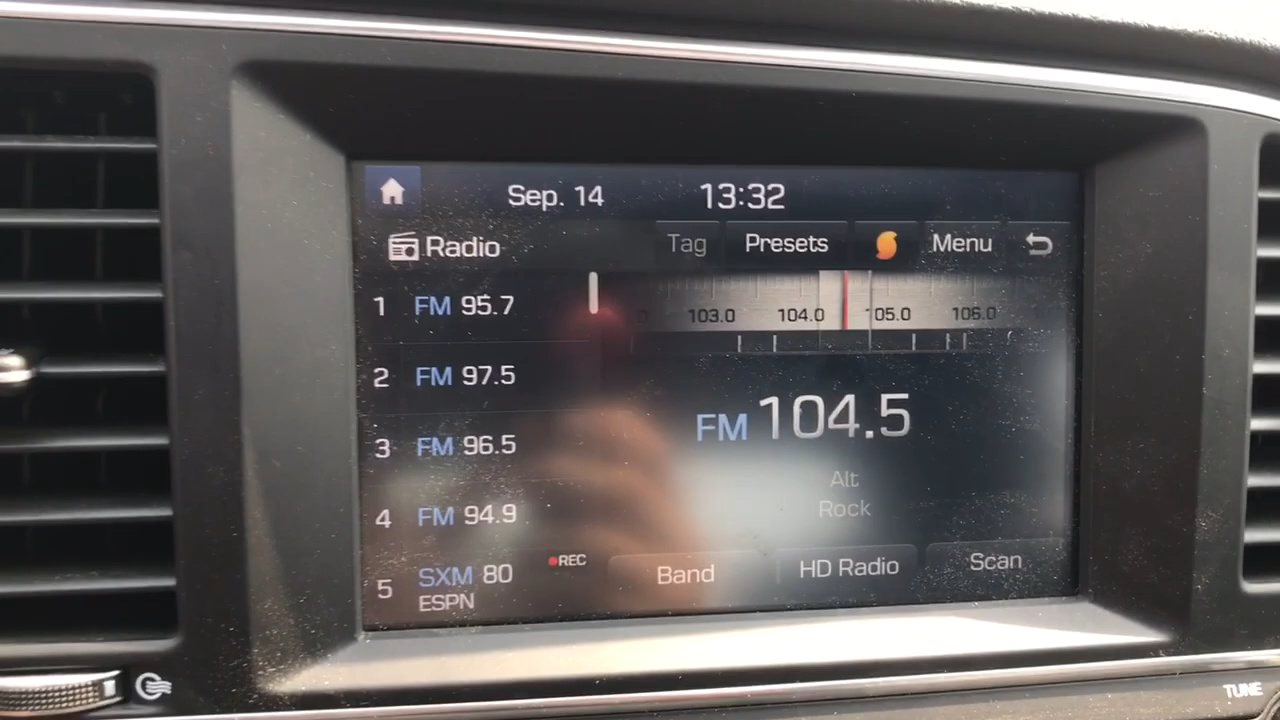 Sep. 14 13:32
Radio Tag Presets Menu
103.0 104.0 105.0 106.0
1 FM 95.7
2 FM 97.5
3 FM 96.5
4 FM 94.9
5 SXM 80
ESPN
REC
FM 104.5
Alt
Rock
Band HD Radio Scan
TUNE